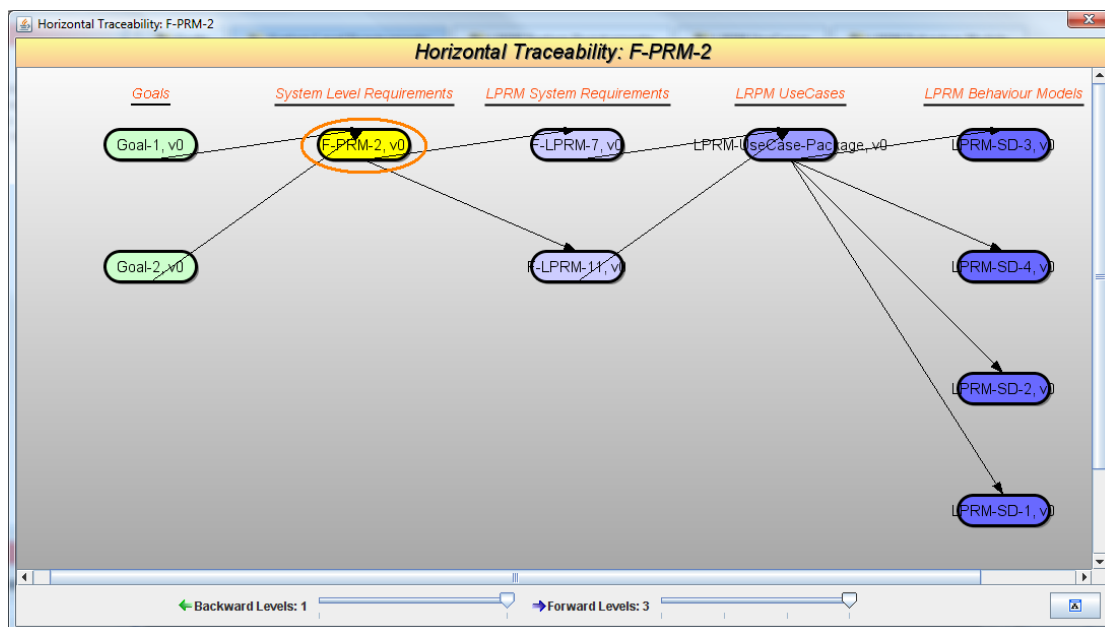 Horizontal Traceability: F-PRM-2
Horizontal Traceability: F-PRM-2
Goals System Level Requirements LPRM System Requirements LRPM UseCases LPRM Behaviour Models
Goal-1, v0 F-PRM-2, v0 F-LPRM-7, v0 LPRM-UseCase-Package, v0 LPRM-SD-3, v0
Goal-2, v0 F-LPRM-11, v0 LPRM-SD-4, v0
LPRM-SD-2, v0
LPRM-SD-1, v0
Backward Levels: 1 Forward Levels: 3